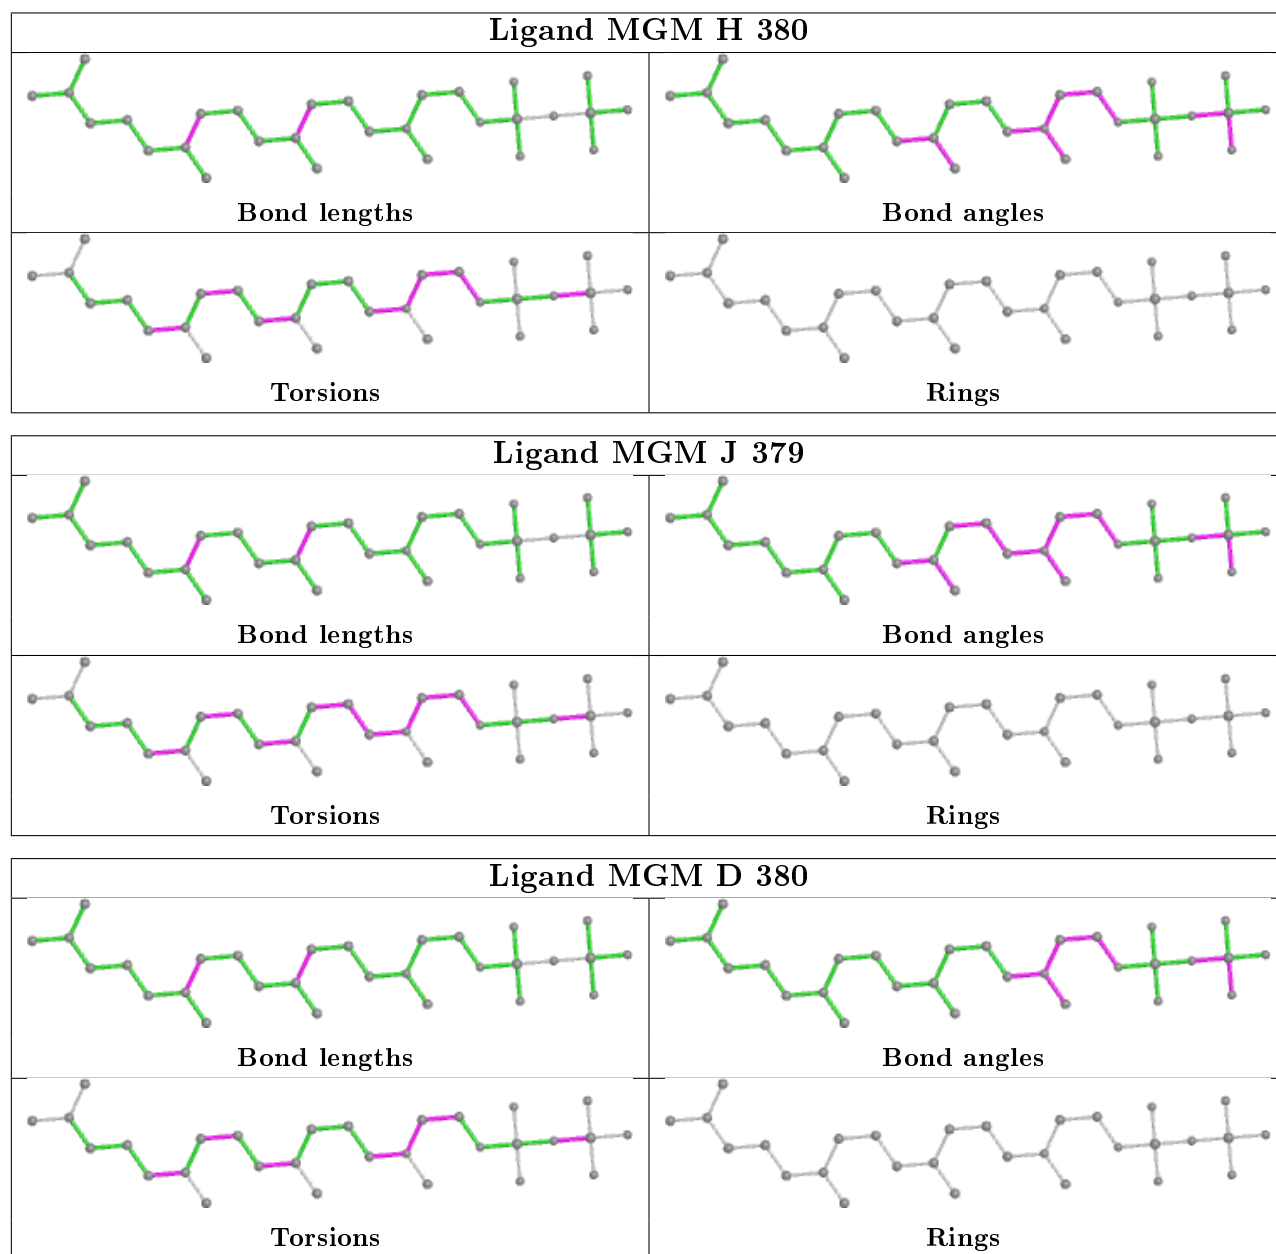 Ligand MGM H 380
Bond lengths
Bond angles
Torsions
Rings
Ligand MGM J 379
Bond lengths
Bond angles
Torsions
Rings
Ligand MGM D 380
Bond lengths
Bond angles
Torsions
Rings